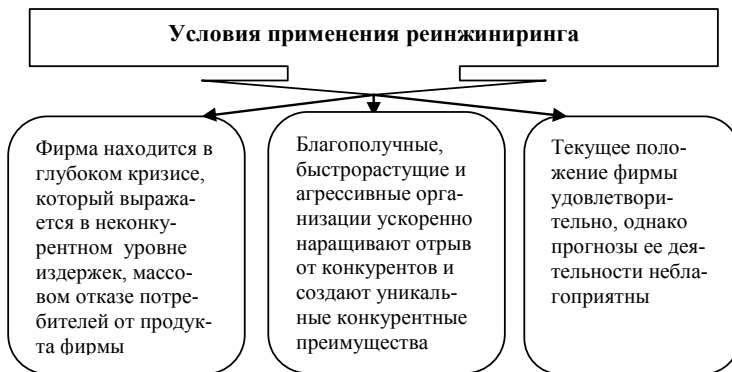 Условия применения реинжиниринга
Фирма находится в
глубоком кризисе,
который выража-
ется в неконку-
рентном уровне
издержек, массо-
вом отказе потре-
бителей от продук-
та фирмы
Благополучные,
быстрорастущие и
агрессивные орга-
низации ускоренно
наращивают отрыв
от конкурентов и
создают уникаль-
ные конкурентные
преимущества
Текущее поло-
жение фирмы
удовлетвори-
тельно, однако
прогнозы ее дея-
тельности небла-
гоприятны